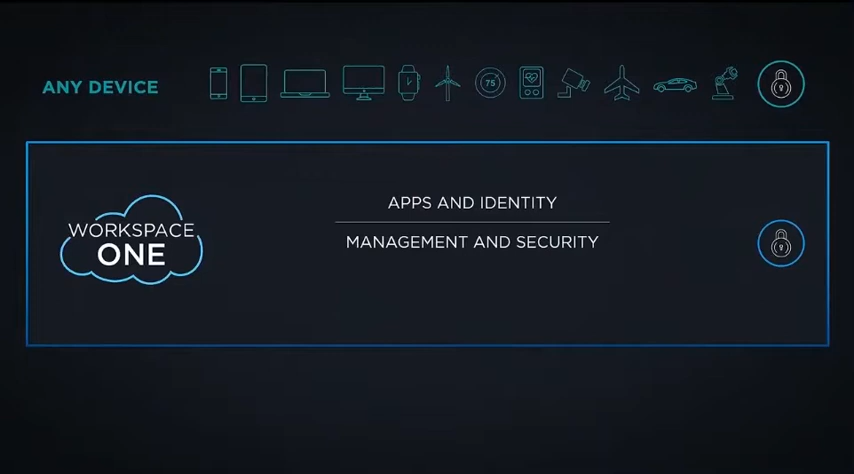 ANY DEVICE
75
WORKSPACE
ONE
APPS AND IDENTITY
MANAGEMENT AND SECURITY